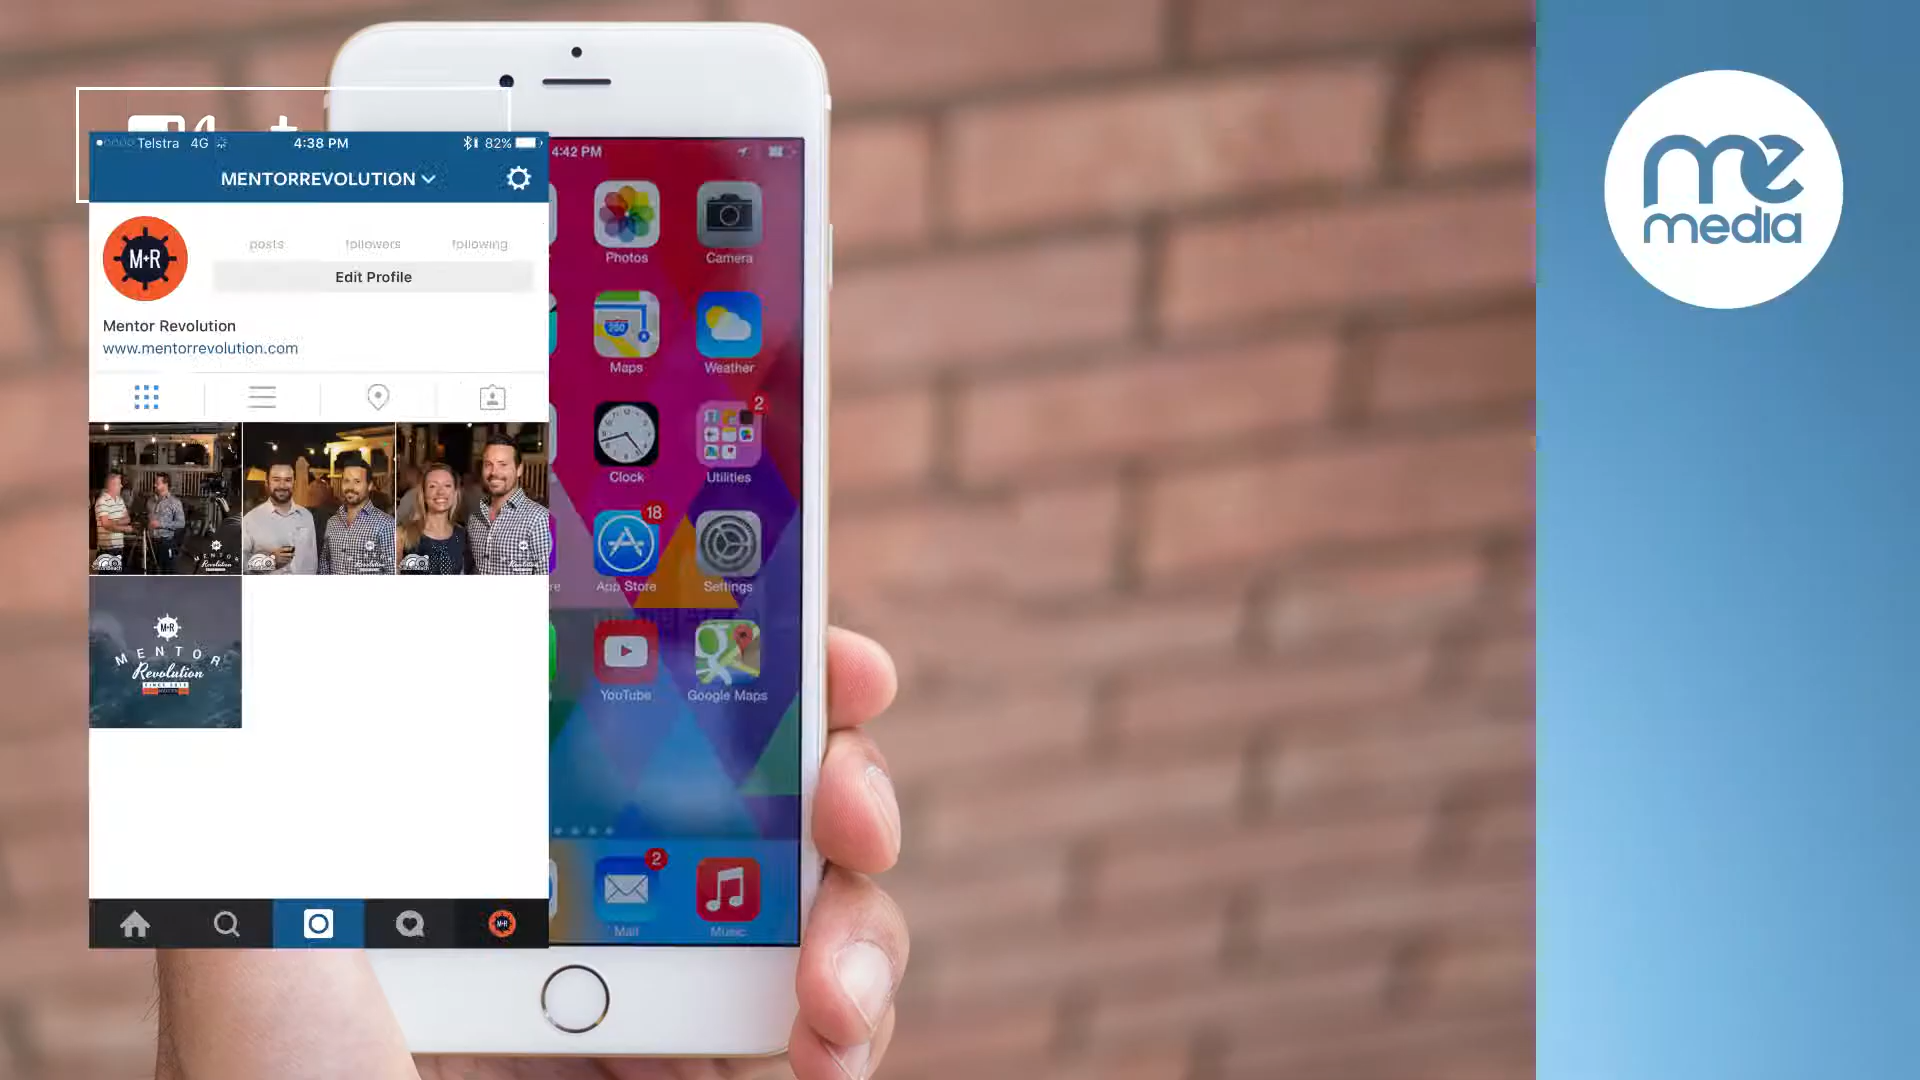 Telstra 4G 4:38 PM 82%
MENTORREVOLUTION
posts followers following
Edit Profile
M+R
Mentor Revolution
www.mentorrevolution.com
MENTOR
Revolution
M+R
MENTOR
Revolution
4:42 PM
Photos Camera
Maps Weather
2
Clock Utilities
18
App Store Settings
YouTube Google Maps
2
Mail Music
me
media